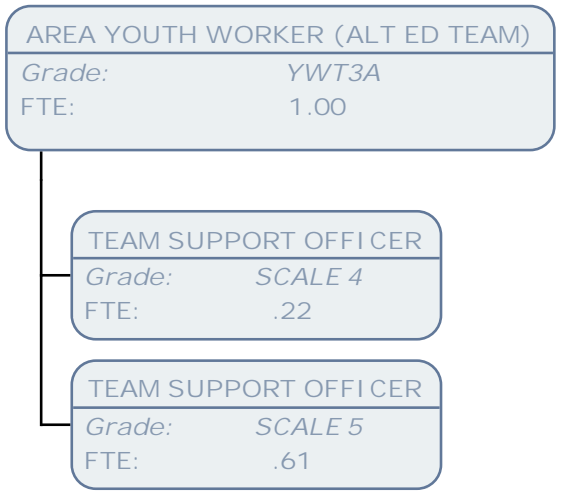 AREA YOUTH WORKER (ALT ED TEAM)
Grade: YWT3A
FTE: 1.00
TEAM SUPPORT OFFICER
Grade: SCALE 4
FTE: .22
TEAM SUPPORT OFFICER
Grade: SCALE 5
FTE: .61